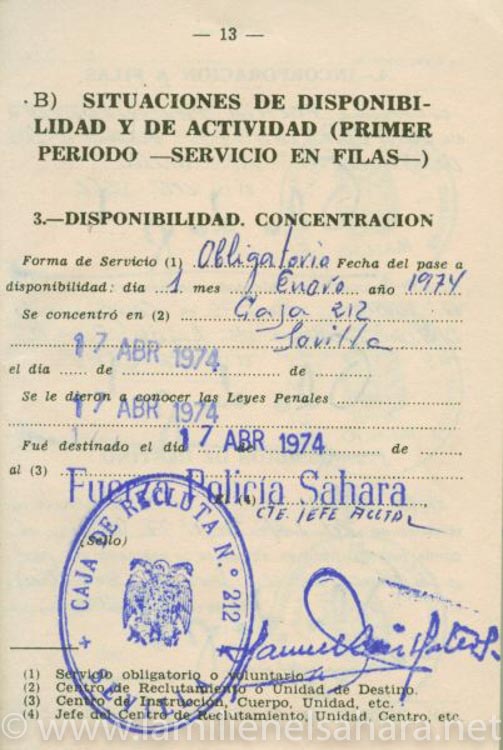 — 13 —
B) SITUACIONES DE DISPONIBI-
LIDAD Y DE ACTIVIDAD (PRIMER
PERIODO —SERVICIO EN FILAS—)
3.—DISPONIBILIDAD. CONCENTRACION
Forma de Servicio (1) Obligatorio Fecha del pase a
disponibilidad: día 1 mes Enero año 1974
Se concentró en (2) Caja 212
Sevilla
17 ABR 1974
el día ...... de ...... de ......
Se le dieron a conocer las Leyes Penales
17 ABR 1974
Fué destinado el día 17 ABR 1974 de ......
al (3) Fuerza Policía Sahara
(4) CTE. JEFE ACCTAL
(Sello)
CAJA DE RECLUTA N.º 212
SEVILLA
(1) Servicio obligatorio o voluntario.
(2) Centro de Reclutamiento o Unidad de Destino.
(3) Centro de Instrucción, Cuerpo, Unidad, etc.
(4) Jefe del Centro de Reclutamiento, Unidad, Centro, etc.
© www.lamilienelsahara.net